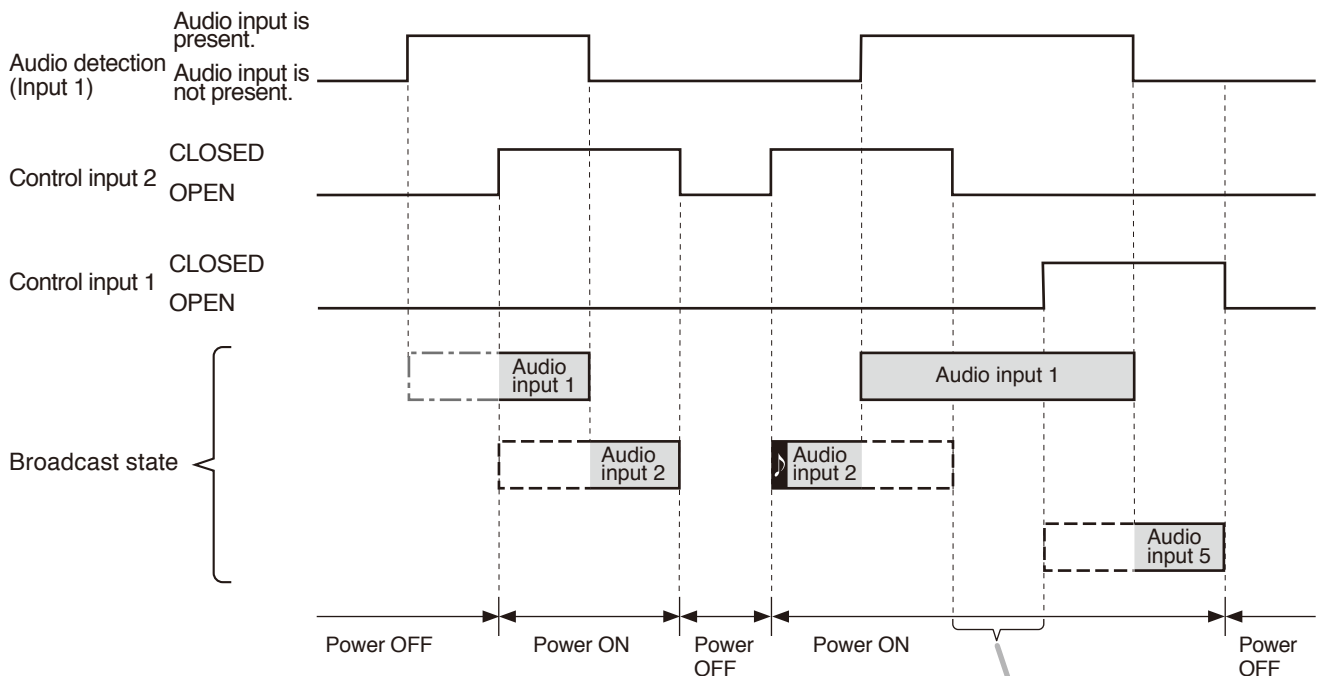 Audio detection
(Input 1)
Audio input is
present.
Audio input is
not present.
Control input 2
CLOSED
OPEN
Control input 1
CLOSED
OPEN
Broadcast state
Audio
input 1
Audio input 1
Audio
input 2
Audio
input 2
Audio
input 5
Power OFF
Power ON
Power
OFF
Power ON
Power
OFF